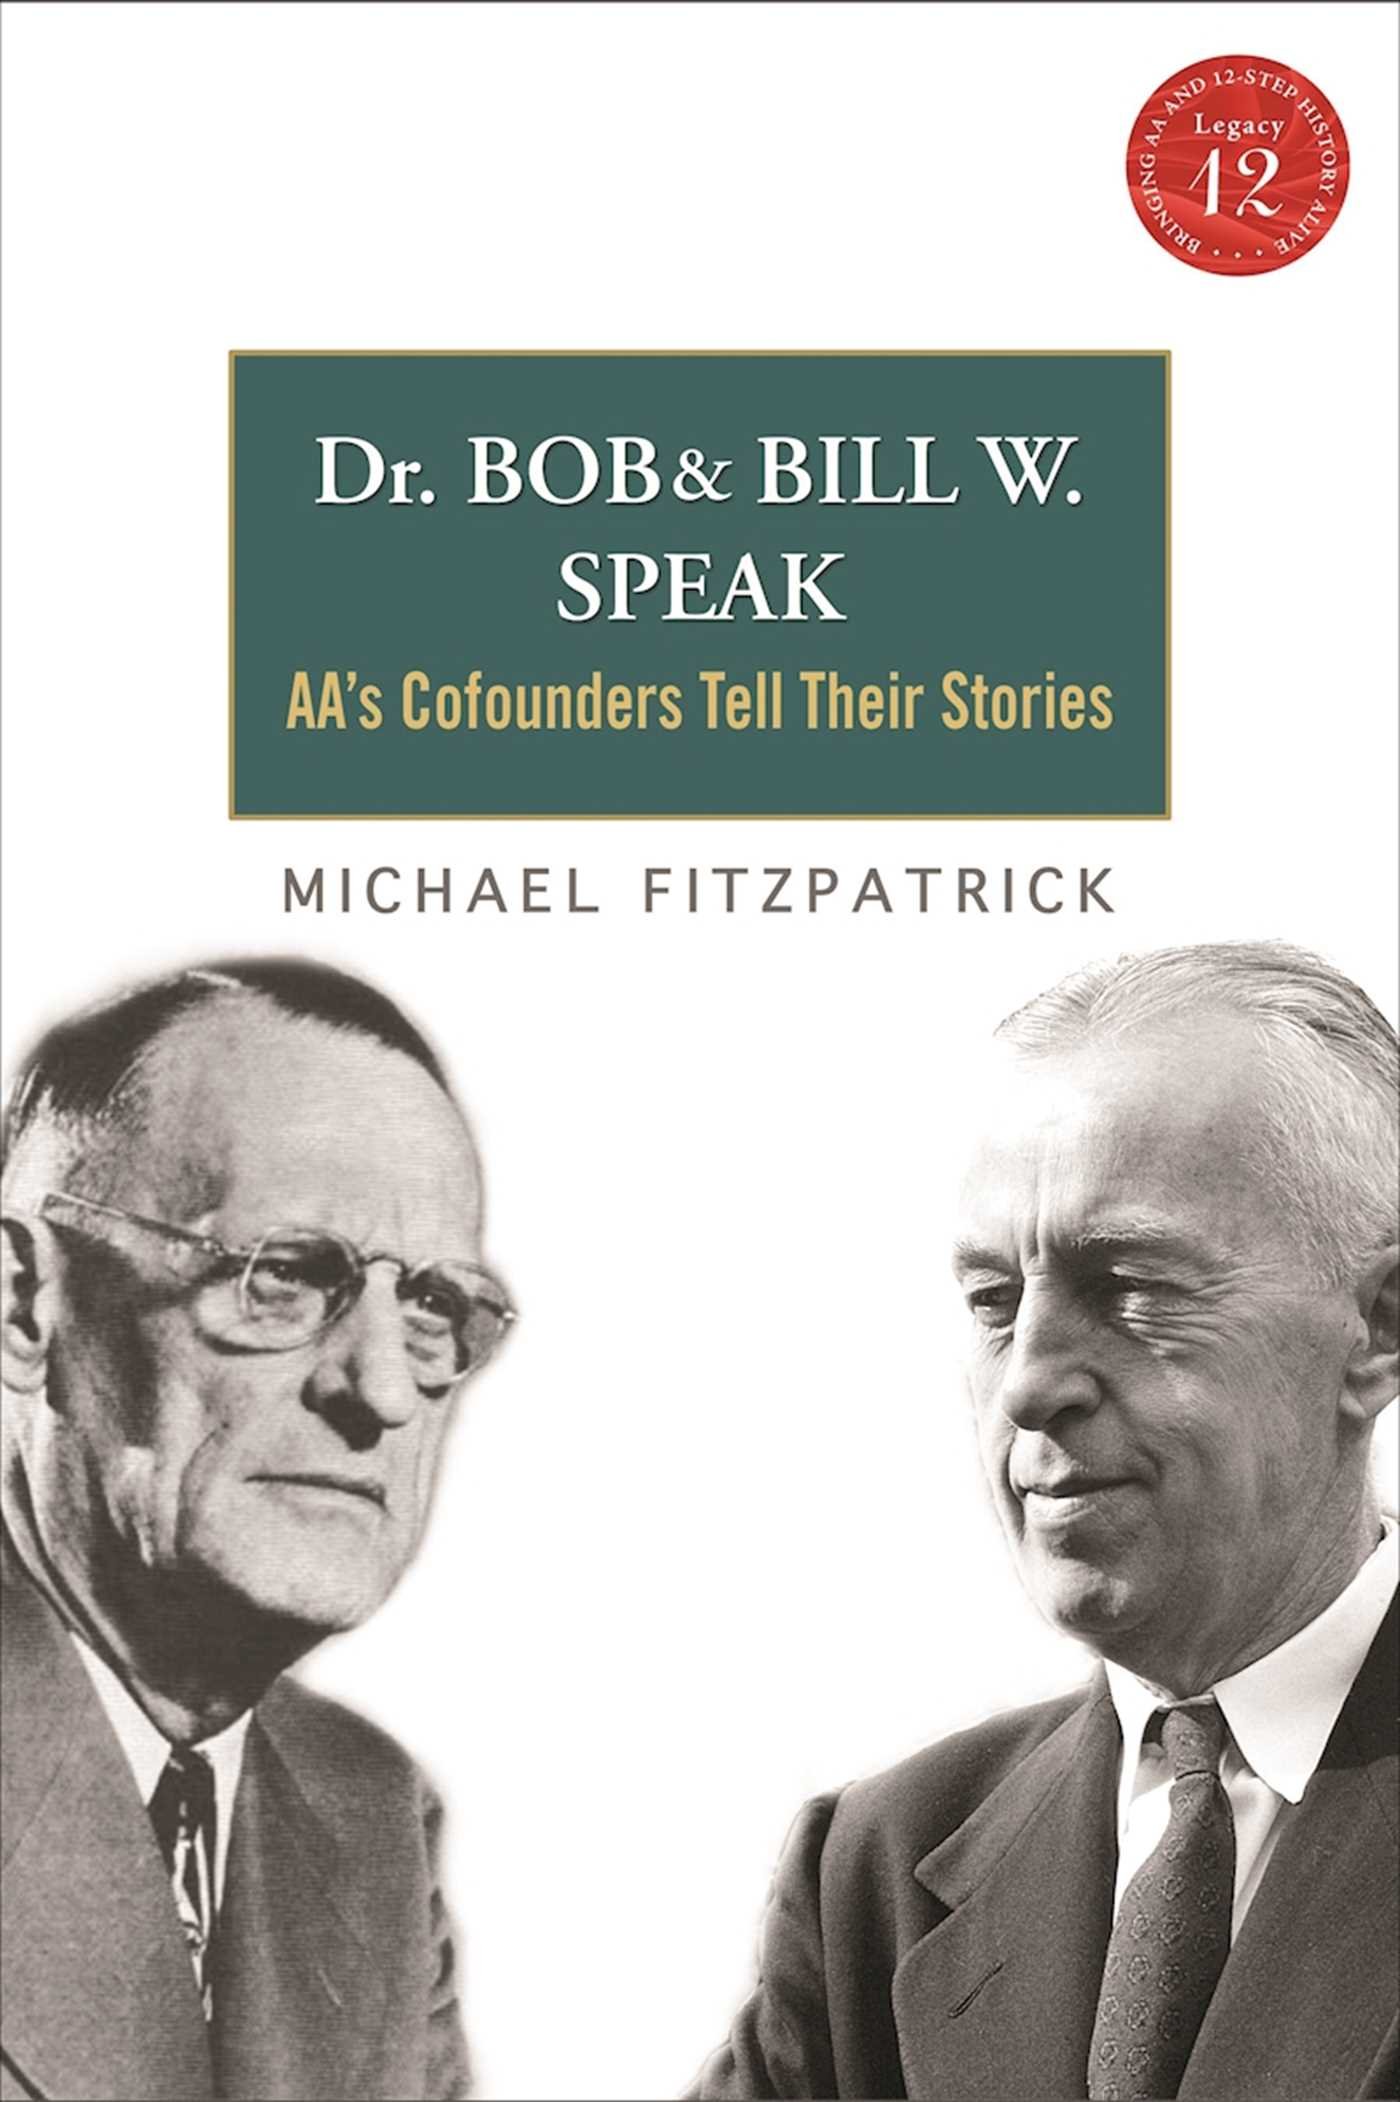 BRINGING AA AND 12-STEP HISTORY ALIVE
Legacy
12
Dr. BOB & BILL W.
SPEAK
AA's Cofounders Tell Their Stories
MICHAEL FITZPATRICK